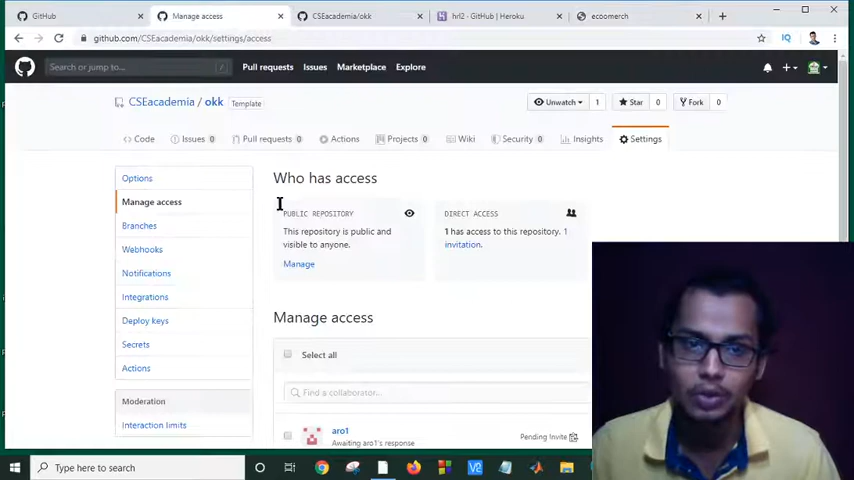 GitHub
Manage access
CSEacademia/okk
hrl2 - GitHub | Heroku
ecoomerch
github.com/CSEacademia/okk/settings/access
Search or jump to...
Pull requests
Issues
Marketplace
Explore
CSEacademia / okk
Template
Unwatch
1
Star
0
Fork
0
Code
Issues 0
Pull requests 0
Actions
Projects 0
Wiki
Security 0
Insights
Settings
Options
Manage access
Branches
Webhooks
Notifications
Integrations
Deploy keys
Secrets
Actions
Moderation
Interaction limits
Who has access
PUBLIC REPOSITORY
This repository is public and
visible to anyone.
Manage
DIRECT ACCESS
1 has access to this repository. 1
invitation.
Manage access
Select all
Find a collaborator...
aro1
Awaiting aro1's response
Pending Invite
Type here to search